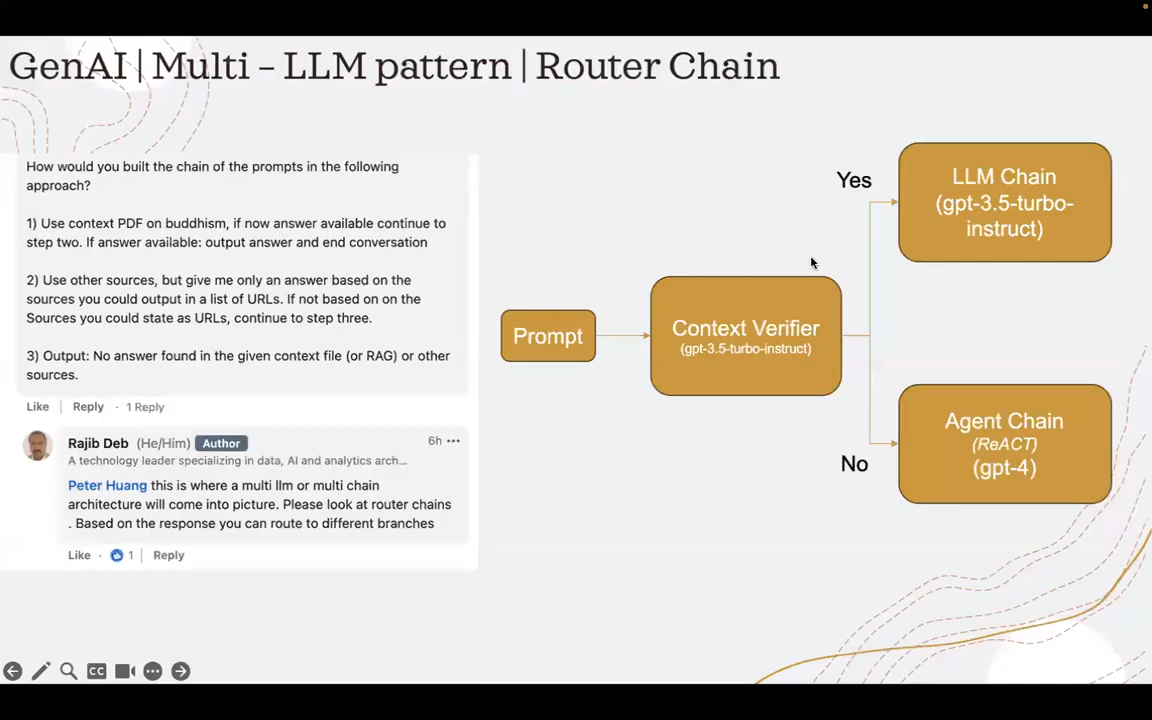 GenAI | Multi – LLM pattern | Router Chain
How would you built the chain of the prompts in the following
approach?
1) Use context PDF on buddhism, if now answer available continue to
step two. If answer available: output answer and end conversation
2) Use other sources, but give me only an answer based on the
sources you could output in a list of URLs. If not based on on the
Sources you could state as URLs, continue to step three.
3) Output: No answer found in the given context file (or RAG) or other
sources.
Like | Reply · 1 Reply
Rajib Deb (He/Him) Author 6h •••
A technology leader specializing in data, AI and analytics arch...
Peter Huang this is where a multi llm or multi chain
architecture will come into picture. Please look at router chains
. Based on the response you can route to different branches
Like · 1 | Reply
Prompt
Context Verifier
(gpt-3.5-turbo-instruct)
Yes
LLM Chain
(gpt-3.5-turbo-
instruct)
No
Agent Chain
(ReACT)
(gpt-4)
CC